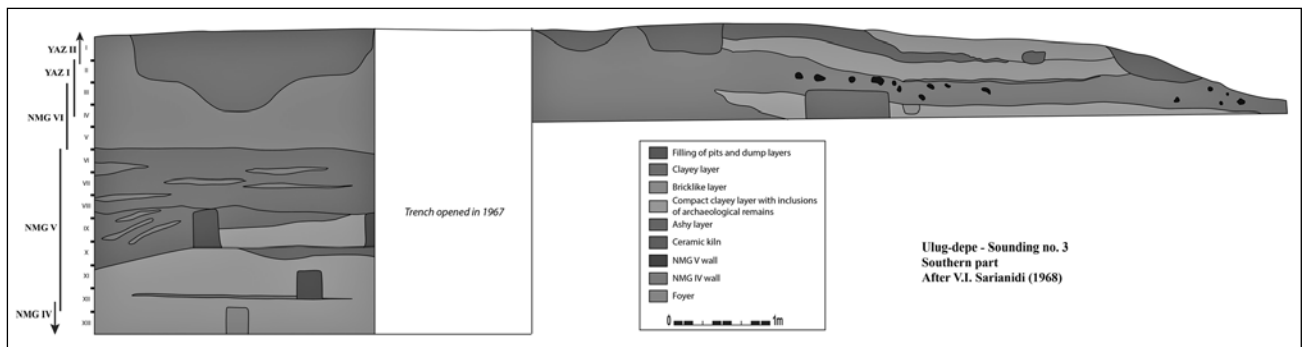 YAZ II
YAZ I
NMG VI
NMG V
NMG IV
I
II
III
IV
V
VI
VII
VIII
IX
X
XI
XII
XIII
Trench opened in 1967
Filling of pits and dump layers
Clayey layer
Bricklike layer
Compact clayey layer with inclusions
of archaeological remains
Ashy layer
Ceramic kiln
NMG V wall
NMG IV wall
Foyer
0 1m
Ulug-depe - Sounding no. 3
Southern part
After V.I. Sarianidi (1968)